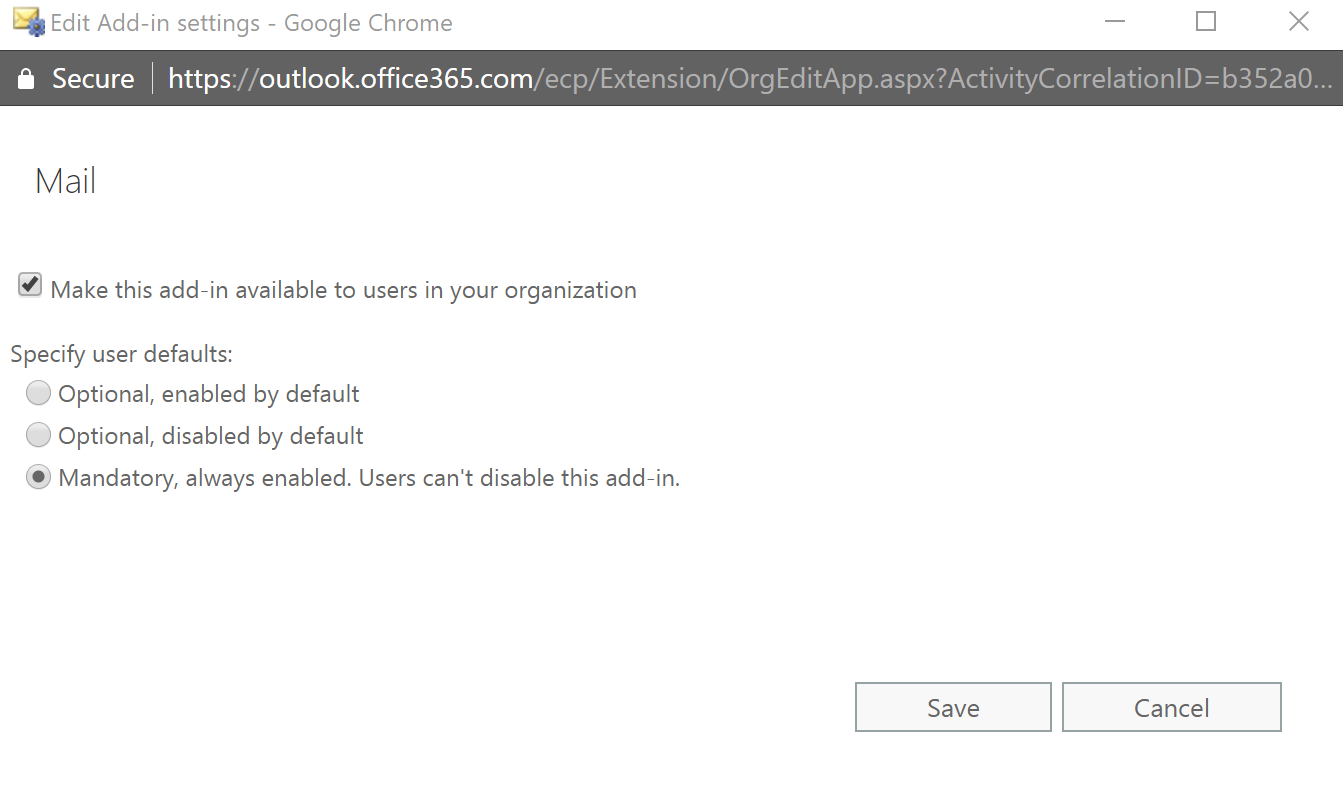 Edit Add-in settings - Google Chrome
Secure https://outlook.office365.com/ecp/Extension/OrgEditApp.aspx?ActivityCorrelationID=b352a0...
Mail
Make this add-in available to users in your organization
Specify user defaults:
Optional, enabled by default
Optional, disabled by default
Mandatory, always enabled. Users can't disable this add-in.
Save Cancel